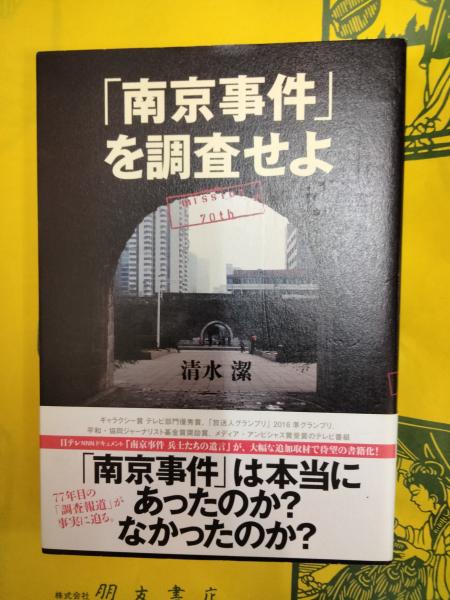 「南京事件」
を調査せよ
mission
70th
清水 潔
ギャラクシー賞 テレビ部門優秀賞、「放送人グランプリ」2016 準グランプリ、
平和・協同ジャーナリスト基金賞奨励賞、メディア・アンビシャス賞受賞のテレビ番組
日テレNNNドキュメント「南京事件 兵士たちの遺言」が、大幅な追加取材で待望の書籍化!
「南京事件」は本当に
あったのか?
なかったのか?
77年目の
「調査報道」が
事実に迫る。
株式会社 朋友書店